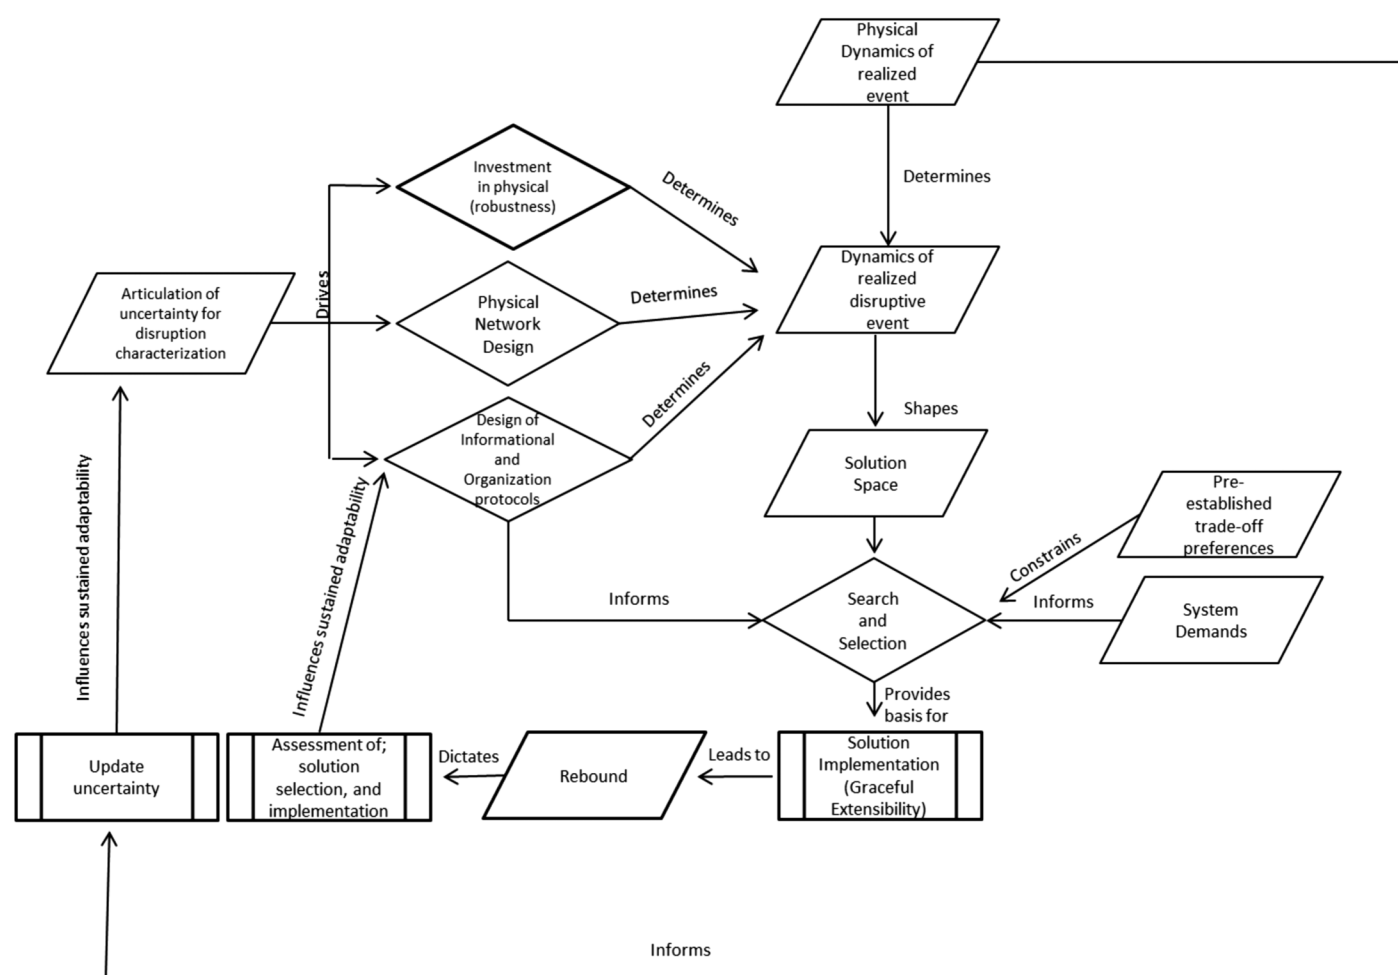 Physical
Dynamics of
realized
event
Determines
Investment
in physical
(robustness)
Determines
Dynamics of
realized
disruptive
event
Articulation of
uncertainty for
disruption
characterization
Drives
Physical
Network
Design
Determines
Design of
Informational
and
Organization
protocols
Determines
Shapes
Solution
Space
Pre-
established
trade-off
preferences
Constrains
Informs
System
Demands
Informs
Search
and
Selection
Influences sustained adaptability
Influences sustained adaptability
Provides
basis for
Update
uncertainty
Assessment of;
solution
selection, and
implementation
Dictates
Rebound
Leads to
Solution
Implementation
(Graceful
Extensibility)
Informs